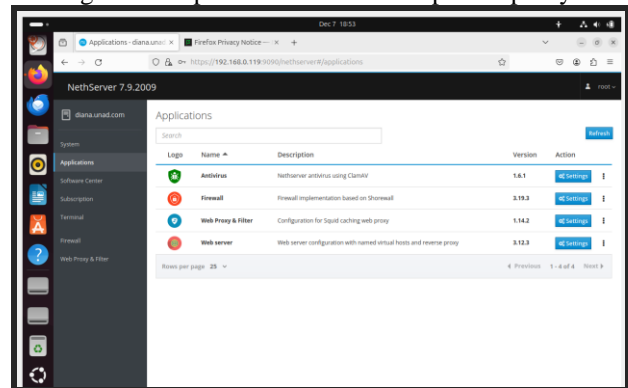 Dec 7 18:53
Applications - diana.unad
Firefox Privacy Notice —
https://192.168.0.119:9090/nethserver#/applications
NethServer 7.9.2009
root
diana.unad.com
Applications
Search
Refresh
System
Applications
Software Center
Subscription
Terminal
Firewall
Web Proxy & Filter
Logo Name Description Version Action
Antivirus Nethserver antivirus using ClamAV 1.6.1 Settings
Firewall Firewall implementation based on Shorewall 3.19.3 Settings
Web Proxy & Filter Configuration for Squid caching web proxy 1.14.2 Settings
Web server Web server configuration with named virtual hosts and reverse proxy 3.12.3 Settings
Rows per page 25 Previous 1 - 4 of 4 Next